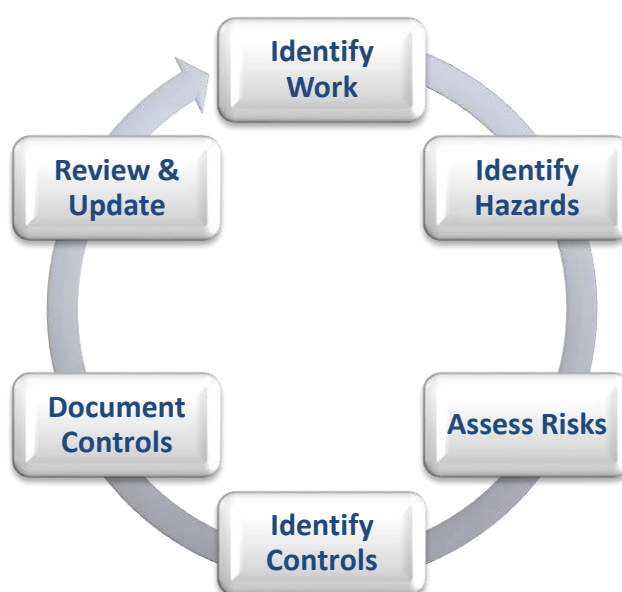 Identify
Work
Identify
Hazards
Assess Risks
Identify
Controls
Document
Controls
Review &
Update